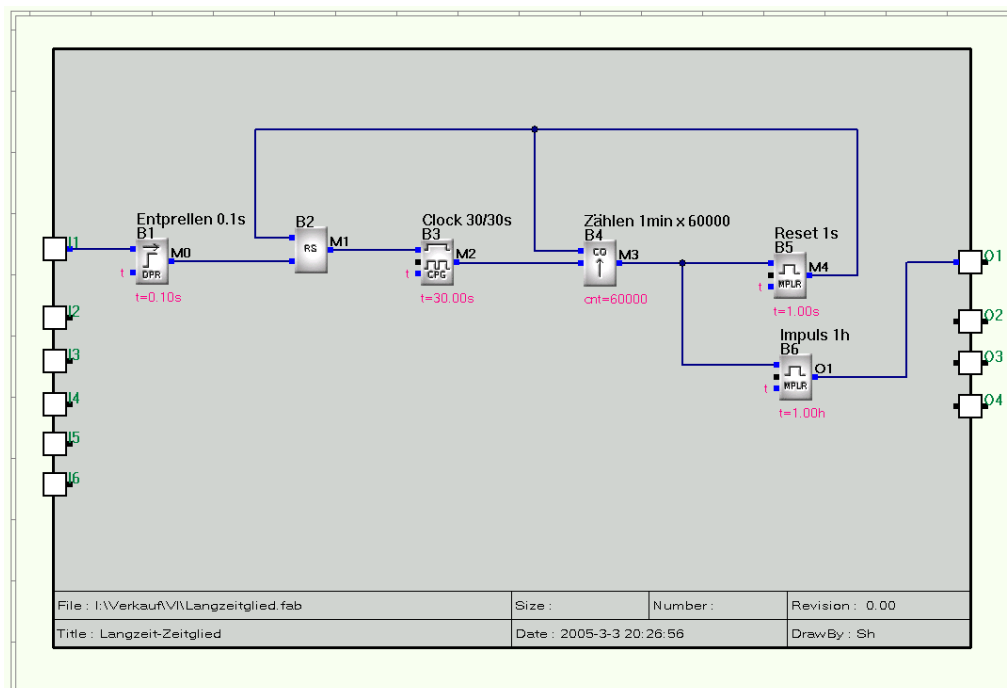 Entprellen 0.1s
B1
I1
M0
DPR
t
t=0.10s
B2
RS
M1
Clock 30/30s
B3
M2
CPG
t
t=30.00s
Zählen 1min x 60000
B4
CO
M3
cnt=60000
Reset 1s
B5
M4
MPLR
t
t=1.00s
Impuls 1h
B6
O1
MPLR
t
t=1.00h
I2
I3
I4
I5
I6
O1
O2
O3
O4
File : I:\Verkauf\VI\Langzeitglied.fab
Size :
Number :
Revision : 0.00
Title : Langzeit-Zeitglied
Date : 2005-3-3 20:26:56
DrawBy : Sh